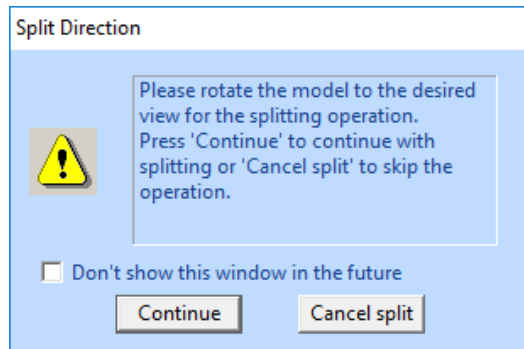 Split Direction
Please rotate the model to the desired
view for the splitting operation.
Press 'Continue' to continue with
splitting or 'Cancel split' to skip the
operation.
Don't show this window in the future
Continue
Cancel split